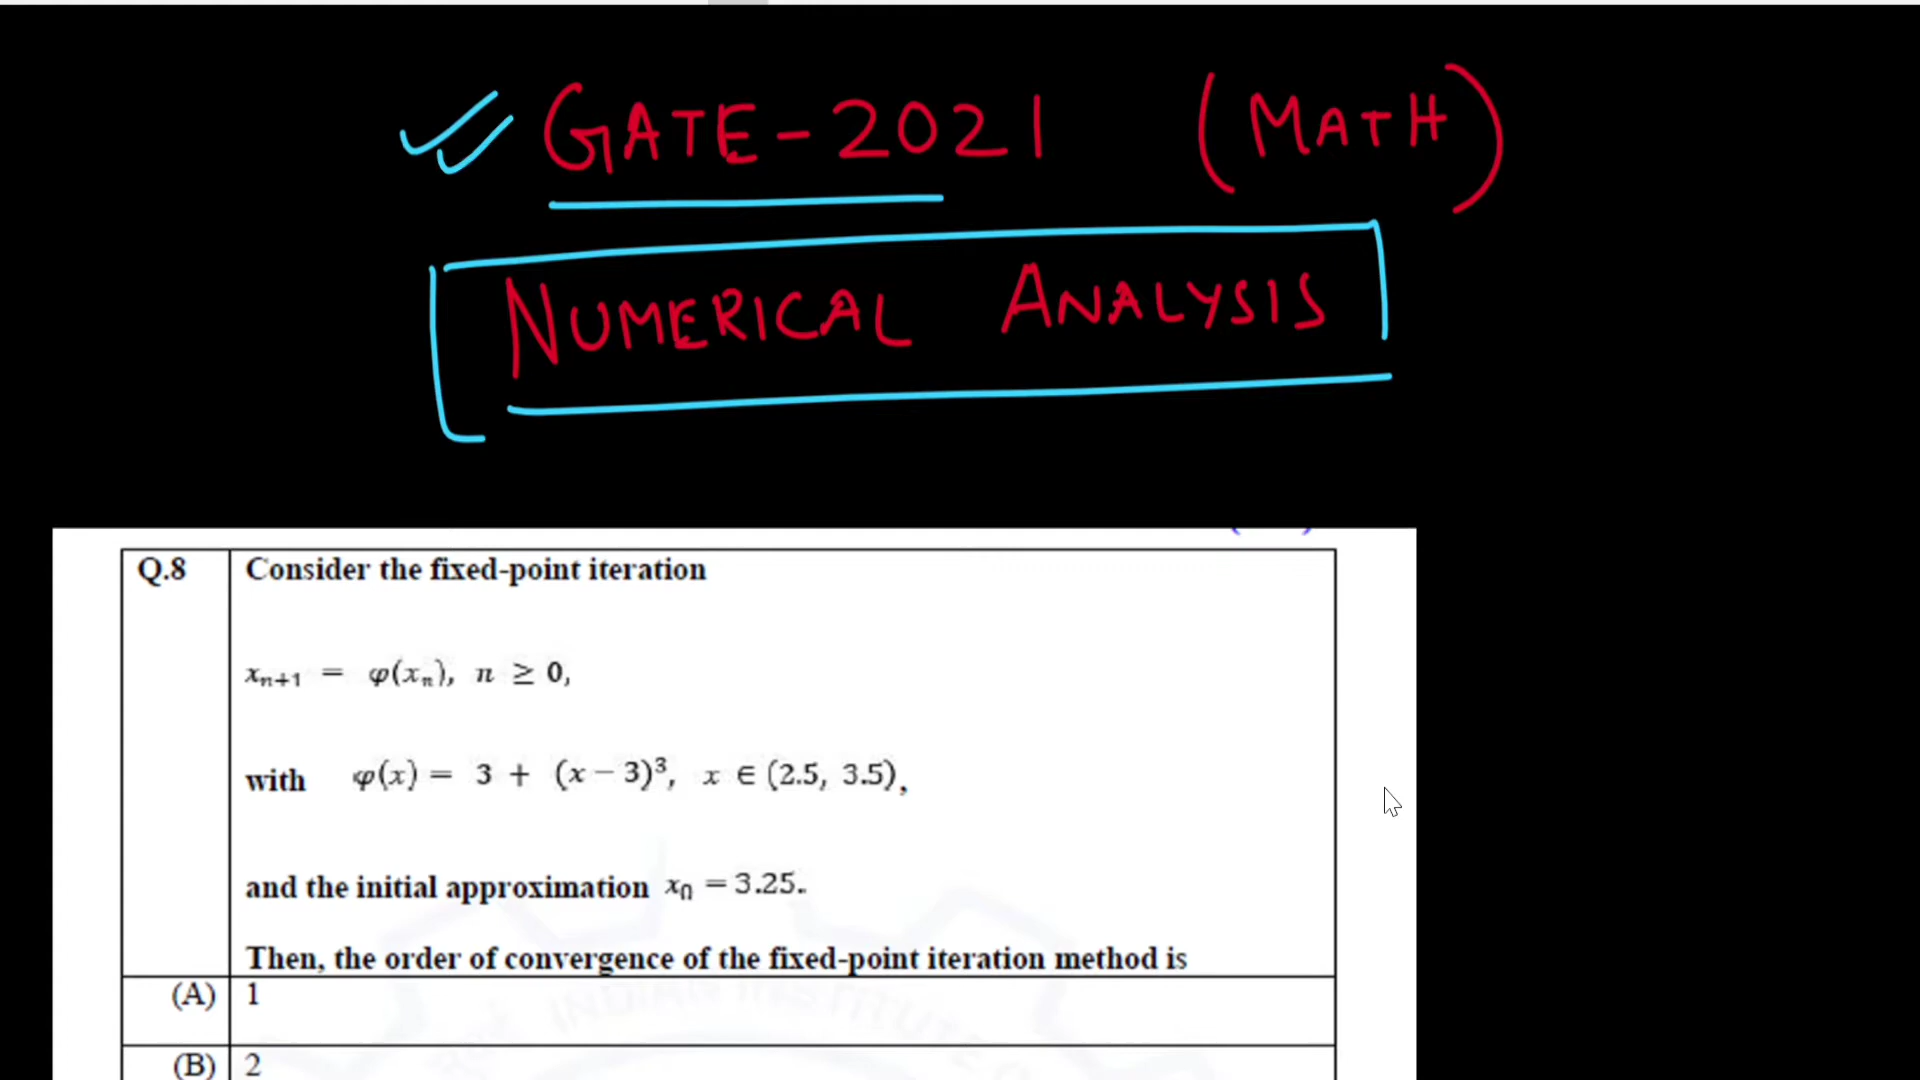 GATE-2021 (MATH)
NUMERICAL ANALYSIS
Q.8 Consider the fixed-point iteration
xₙ₊₁ = φ(xₙ), n ≥ 0,
with φ(x) = 3 + (x − 3)³, x ∈ (2.5, 3.5),
and the initial approximation x₀ = 3.25.
Then, the order of convergence of the fixed-point iteration method is
(A) 1
(B) 2